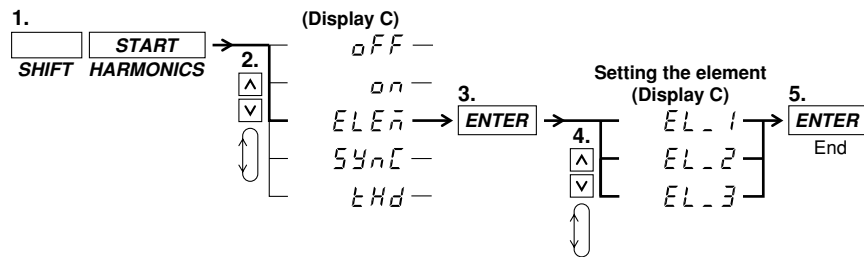 1.
START
SHIFT HARMONICS
2.
(Display C)
oFF
on
ELEm
SYnC
tHd
3.
ENTER
4.
Setting the element
(Display C)
EL_1
EL_2
EL_3
5.
ENTER
End